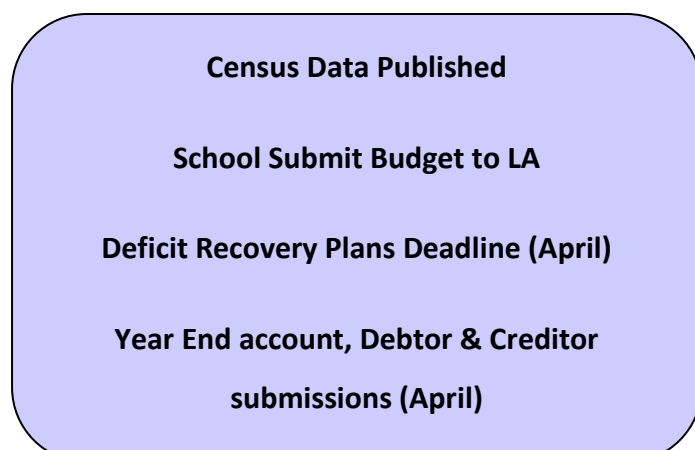 Census Data Published
School Submit Budget to LA
Deficit Recovery Plans Deadline (April)
Year End account, Debtor & Creditor
submissions (April)